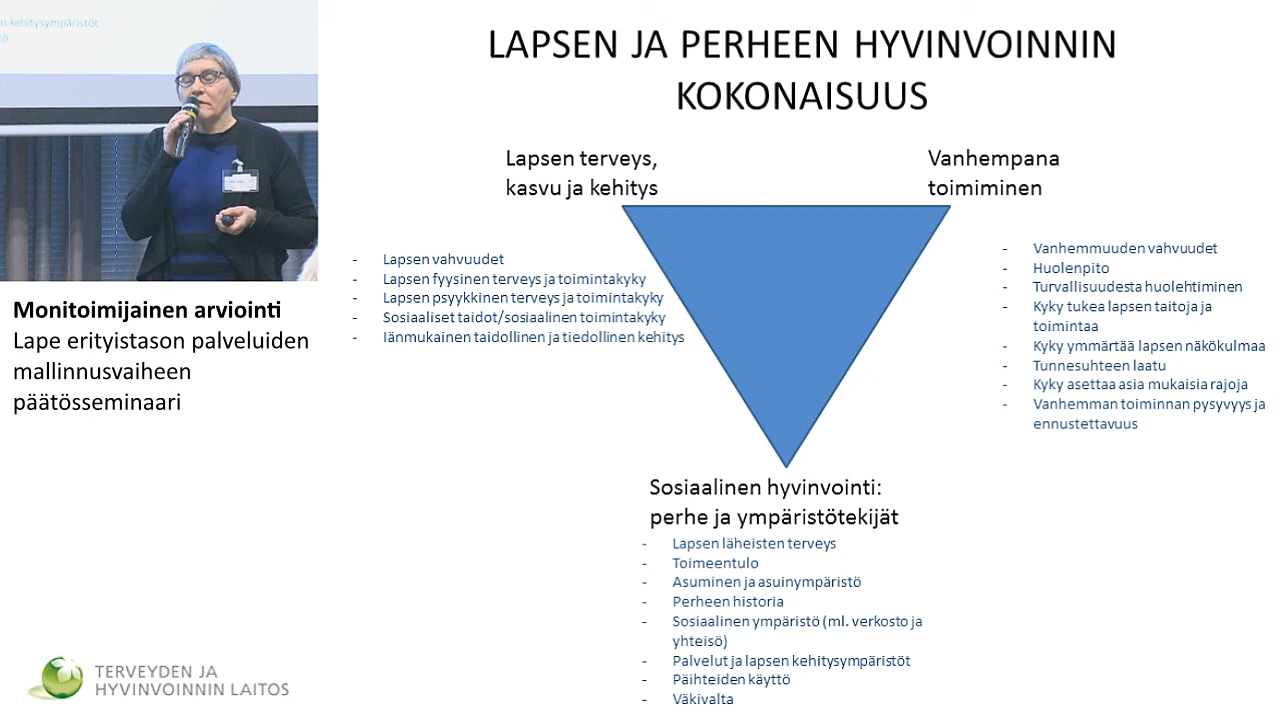 n kehitysympäristöt
tö
LAPSEN JA PERHEEN HYVINVOINNIN
KOKONAISUUS
Lapsen terveys,
kasvu ja kehitys
Vanhempana
toimiminen
- Lapsen vahvuudet
- Lapsen fyysinen terveys ja toimintakyky
- Lapsen psyykkinen terveys ja toimintakyky
- Sosiaaliset taidot/sosiaalinen toimintakyky
- Iänmukainen taidollinen ja tiedollinen kehitys
- Vanhemmuuden vahvuudet
- Huolenpito
- Turvallisuudesta huolehtiminen
- Kyky tukea lapsen taitoja ja
toimintaa
- Kyky ymmärtää lapsen näkökulmaa
- Tunnesuhteen laatu
- Kyky asettaa asia mukaisia rajoja
- Vanhemman toiminnan pysyvyys ja
ennustettavuus
Sosiaalinen hyvinvointi:
perhe ja ympäristötekijät
- Lapsen läheisten terveys
- Toimeentulo
- Asuminen ja asuinympäristö
- Perheen historia
- Sosiaalinen ympäristö (ml. verkosto ja
yhteisö)
- Palvelut ja lapsen kehitysympäristöt
- Päihteiden käyttö
- Väkivalta
Monitoimijainen arviointi
Lape erityistason palveluiden
mallinnusvaiheen
päätösseminaari
TERVEYDEN JA
HYVINVOINNIN LAITOS